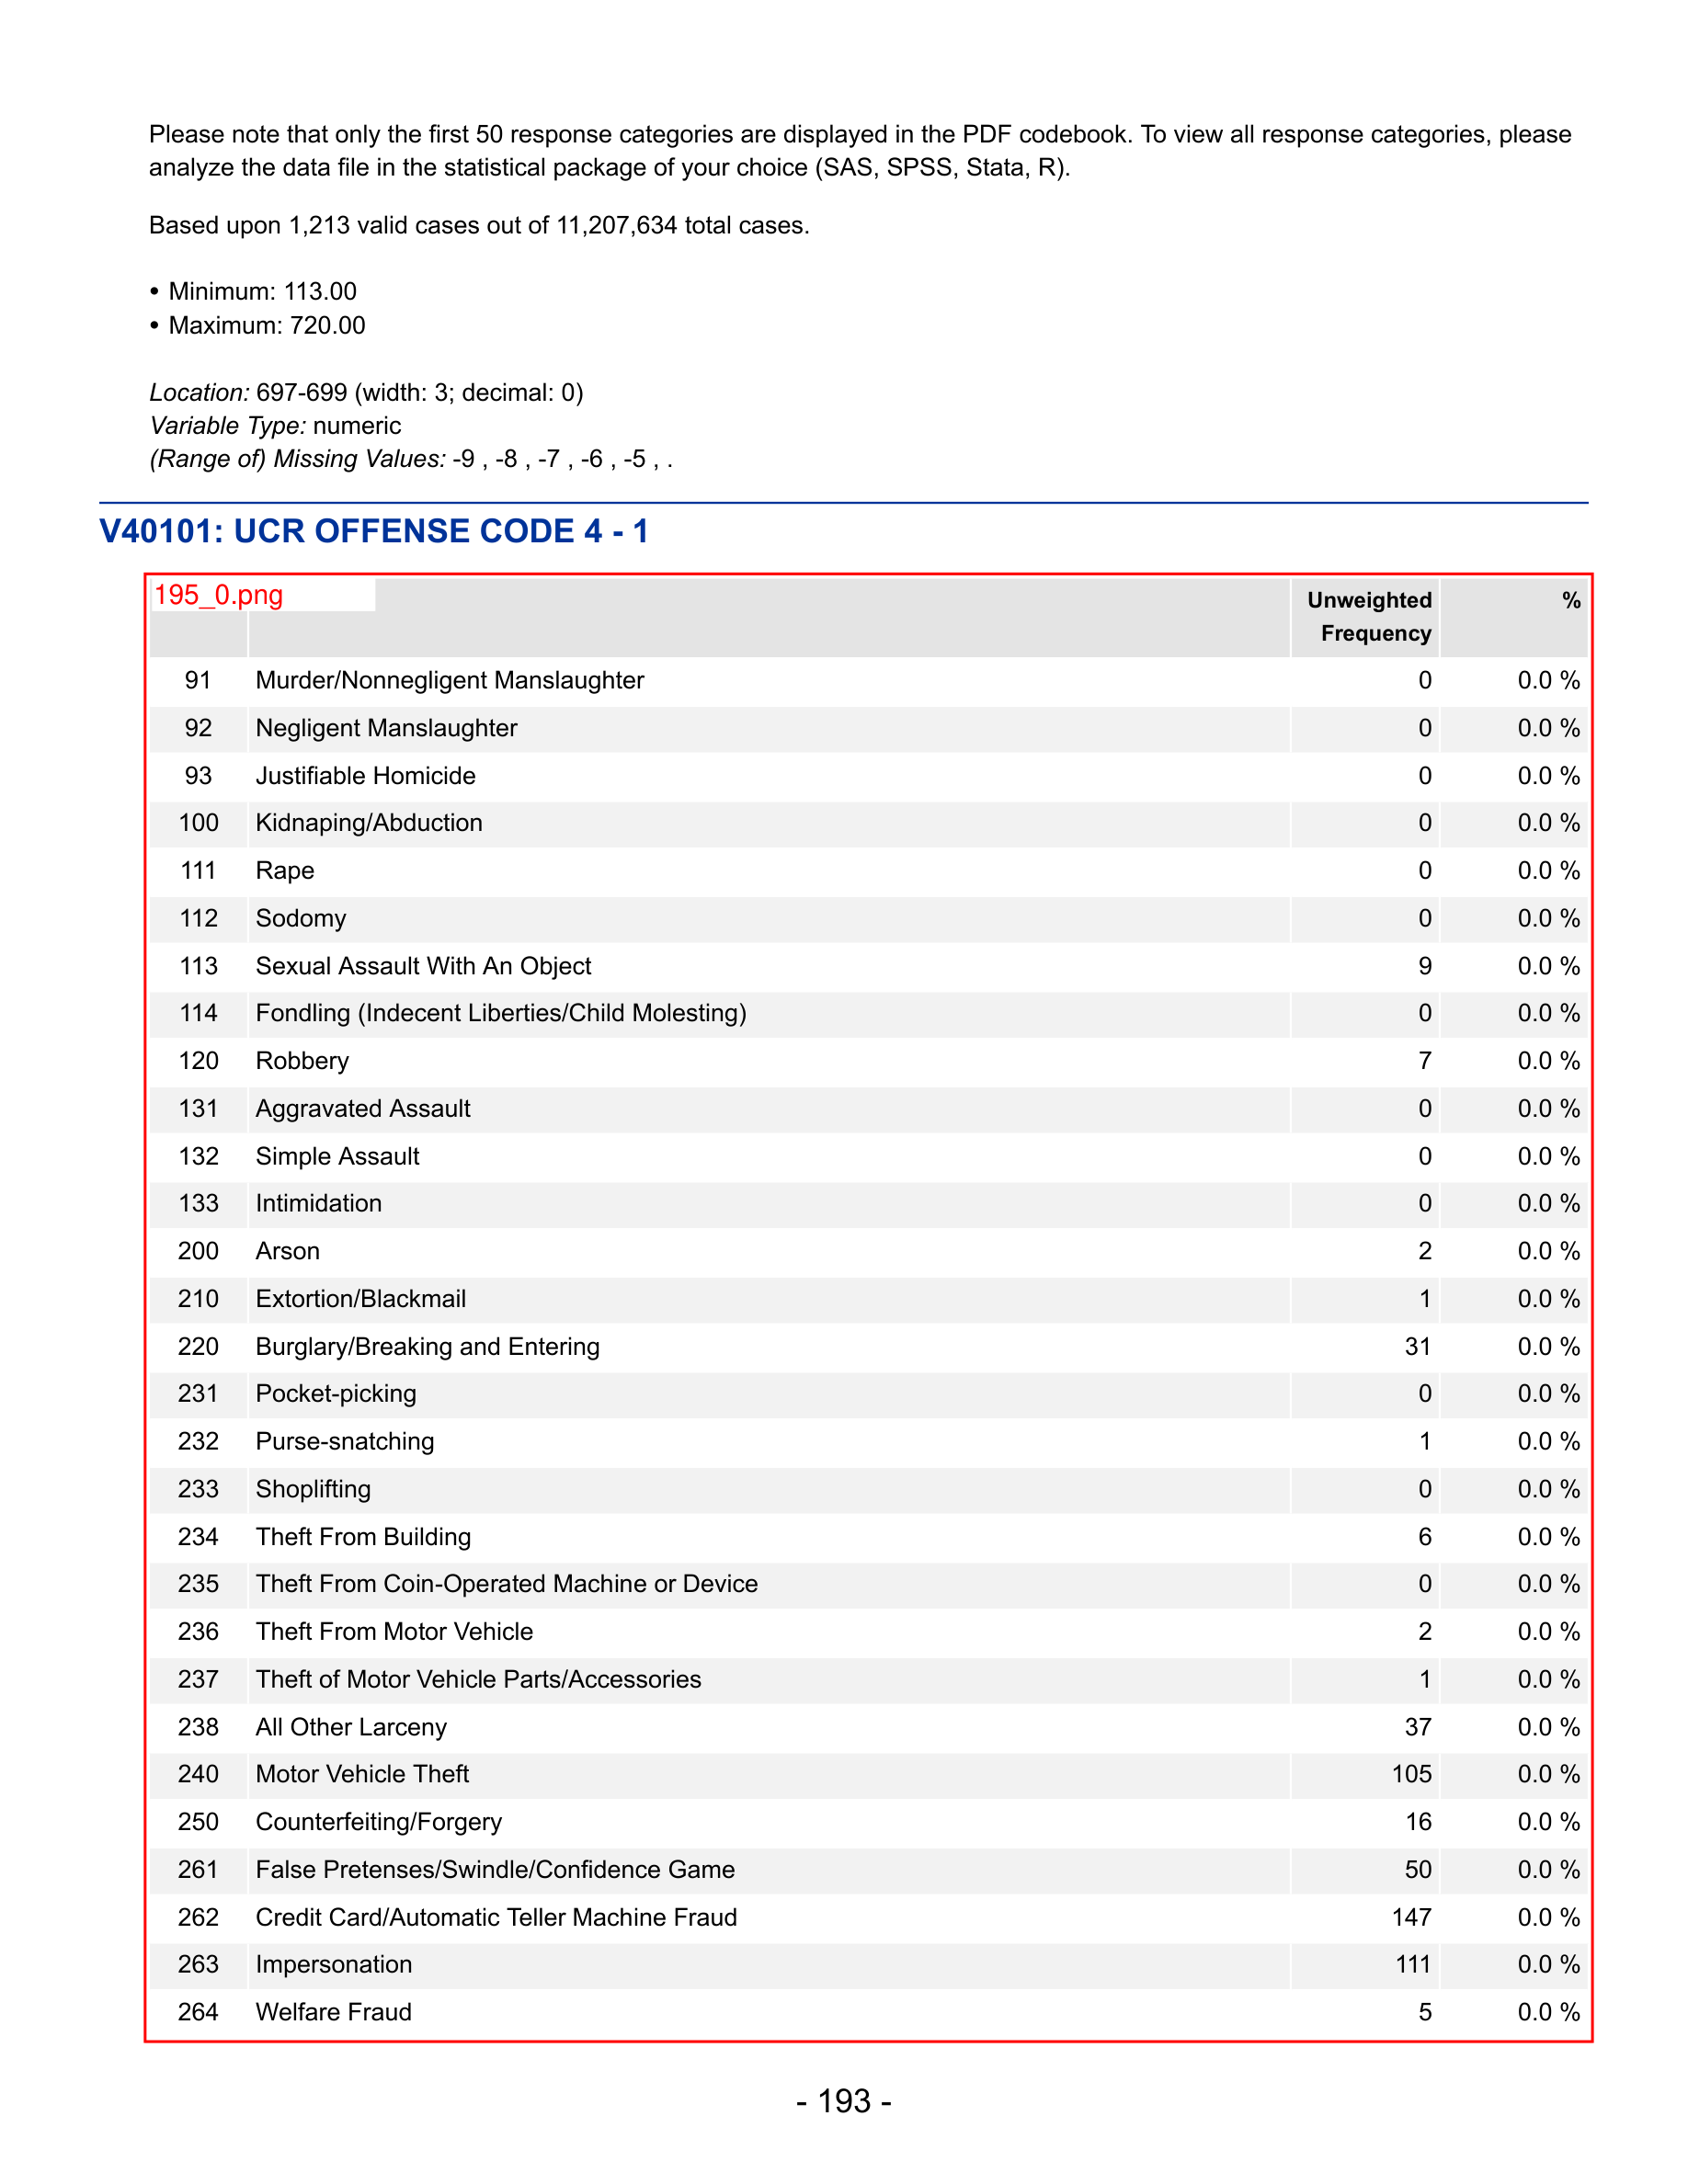 Please note that only the first 50 response categories are displayed in the PDF codebook. To view all response categories, please
analyze the data file in the statistical package of your choice (SAS, SPSS, Stata, R).
Based upon 1,213 valid cases out of 11,207,634 total cases.
• Minimum: 113.00
• Maximum: 720.00
Location: 697-699 (width: 3; decimal: 0)
Variable Type: numeric
(Range of) Missing Values: -9 , -8 , -7 , -6 , -5 , .
V40101: UCR OFFENSE CODE 4 - 1
195_0.png
Unweighted %
Frequency
91 Murder/Nonnegligent Manslaughter 0 0.0 %
92 Negligent Manslaughter 0 0.0 %
93 Justifiable Homicide 0 0.0 %
100 Kidnaping/Abduction 0 0.0 %
111 Rape 0 0.0 %
112 Sodomy 0 0.0 %
113 Sexual Assault With An Object 9 0.0 %
114 Fondling (Indecent Liberties/Child Molesting) 0 0.0 %
120 Robbery 7 0.0 %
131 Aggravated Assault 0 0.0 %
132 Simple Assault 0 0.0 %
133 Intimidation 0 0.0 %
200 Arson 2 0.0 %
210 Extortion/Blackmail 1 0.0 %
220 Burglary/Breaking and Entering 31 0.0 %
231 Pocket-picking 0 0.0 %
232 Purse-snatching 1 0.0 %
233 Shoplifting 0 0.0 %
234 Theft From Building 6 0.0 %
235 Theft From Coin-Operated Machine or Device 0 0.0 %
236 Theft From Motor Vehicle 2 0.0 %
237 Theft of Motor Vehicle Parts/Accessories 1 0.0 %
238 All Other Larceny 37 0.0 %
240 Motor Vehicle Theft 105 0.0 %
250 Counterfeiting/Forgery 16 0.0 %
261 False Pretenses/Swindle/Confidence Game 50 0.0 %
262 Credit Card/Automatic Teller Machine Fraud 147 0.0 %
263 Impersonation 111 0.0 %
264 Welfare Fraud 5 0.0 %
- 193 -